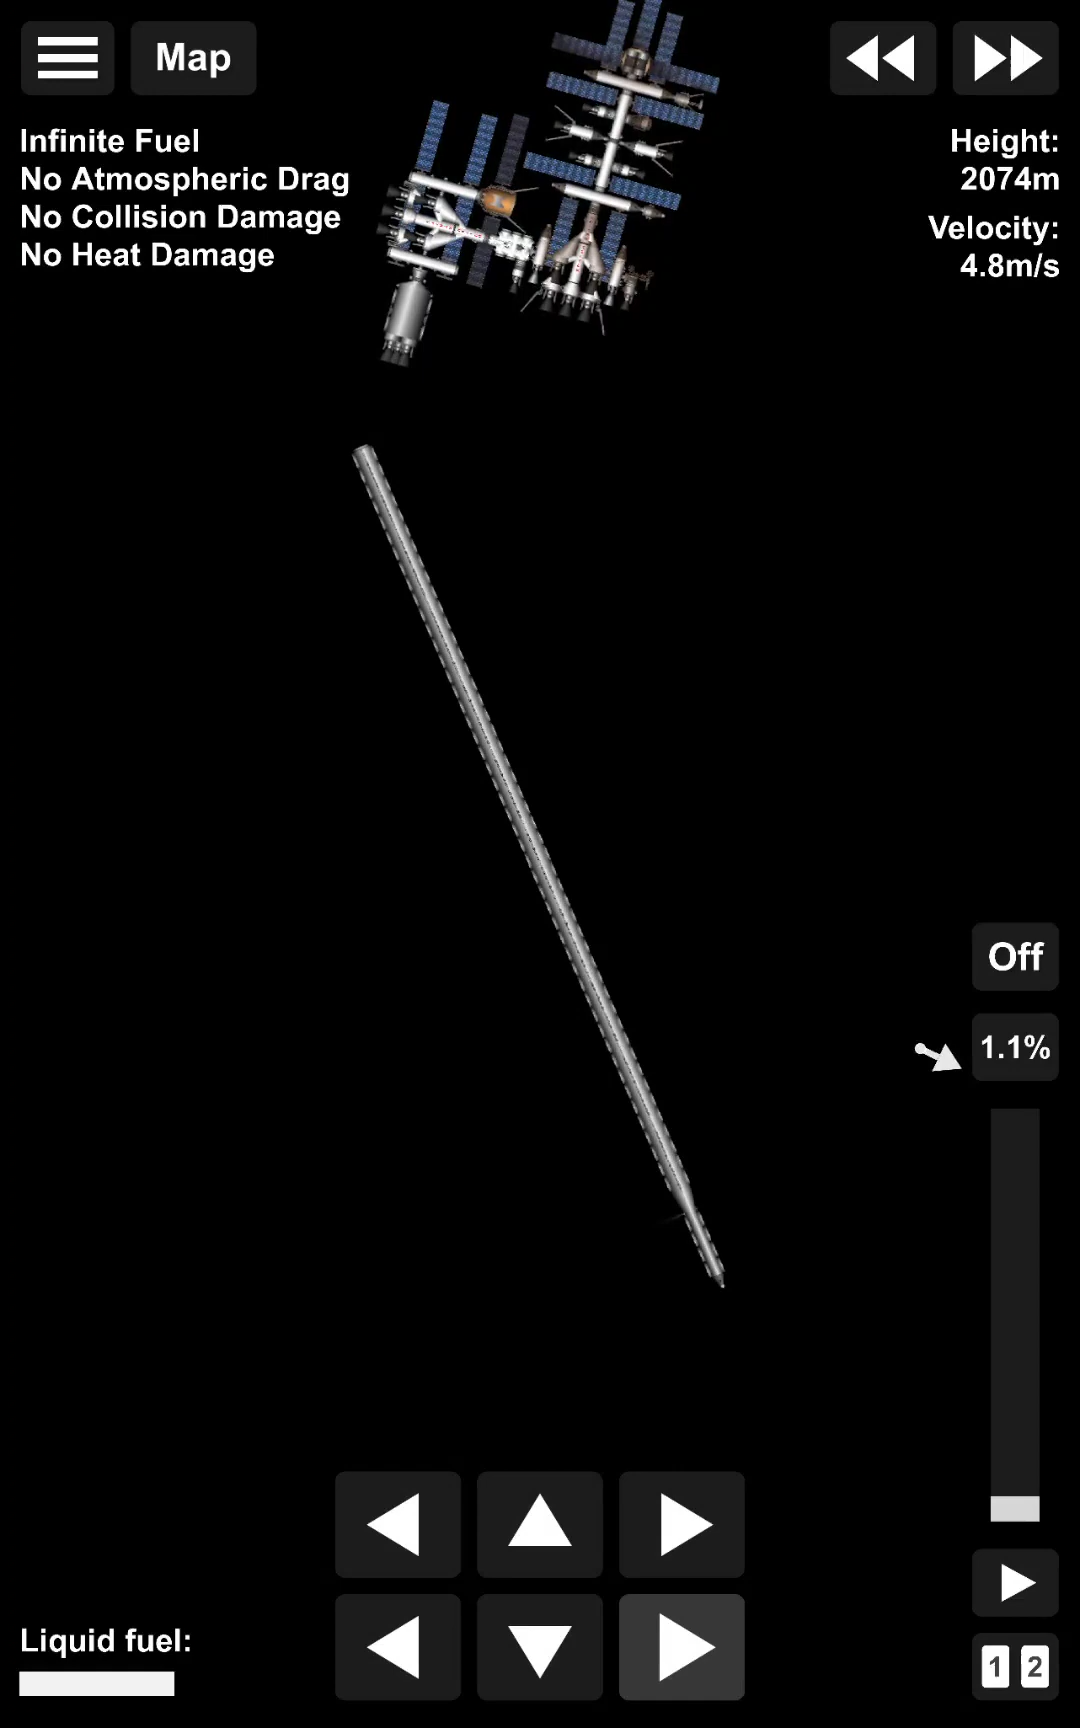 Map
Infinite Fuel
No Atmospheric Drag
No Collision Damage
No Heat Damage
Height:
2074m
Velocity:
4.8m/s
Off
1.1%
Liquid fuel:
1 2